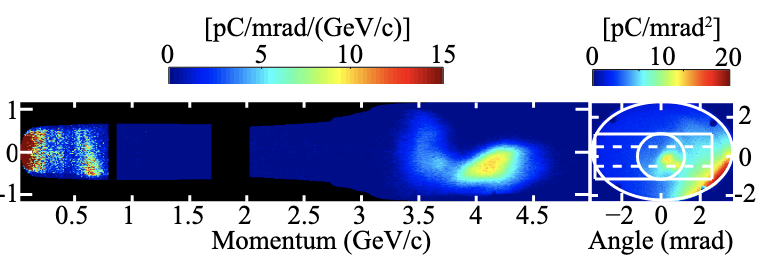 [pC/mrad/(GeV/c)]
0 5 10 15
[pC/mrad²]
0 10 20
1
0
-1
0.5 1 1.5 2 2.5 3 3.5 4 4.5
Momentum (GeV/c)
2
0
-2
−2 0 2
Angle (mrad)